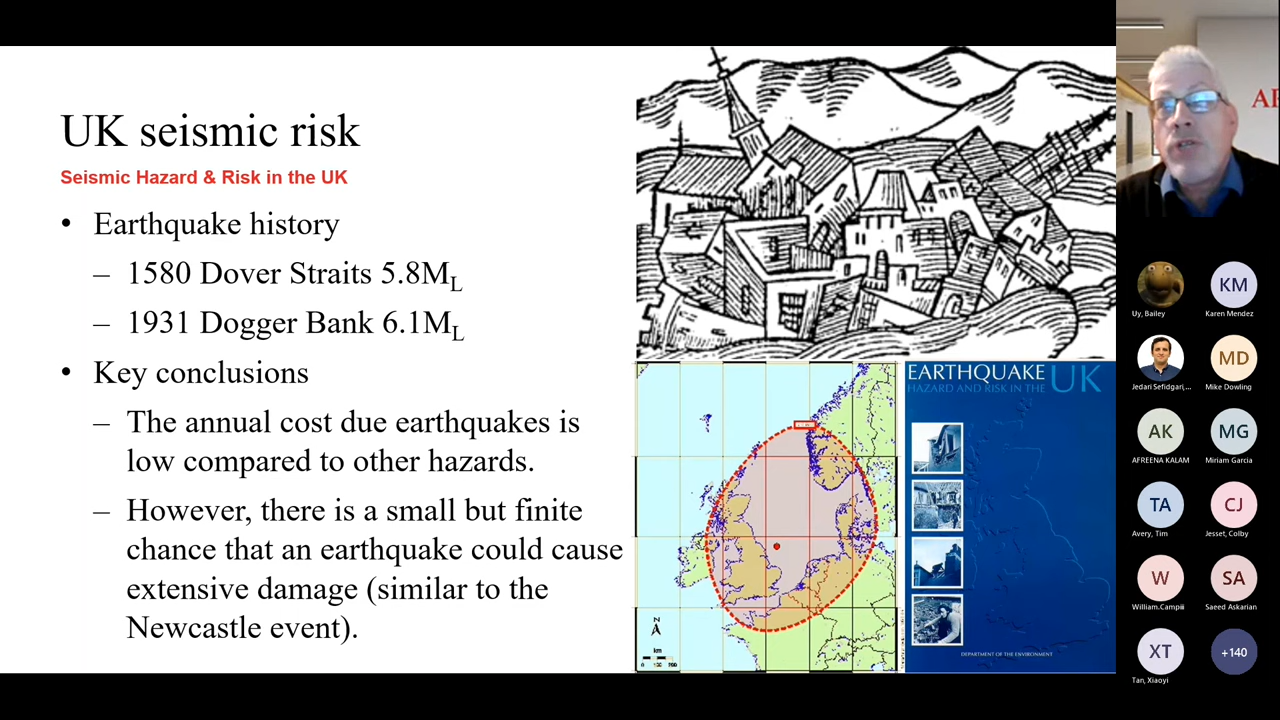 UK seismic risk
Seismic Hazard & Risk in the UK
• Earthquake history
– 1580 Dover Straits 5.8ML
– 1931 Dogger Bank 6.1ML
• Key conclusions
– The annual cost due earthquakes is
low compared to other hazards.
– However, there is a small but finite
chance that an earthquake could cause
extensive damage (similar to the
Newcastle event).
N
km
EARTHQUAKE UK
HAZARD AND RISK IN THE
DEPARTMENT OF THE ENVIRONMENT
Uy, Bailey
KM
Karen Mendez
Jedari Sefidgari,...
MD
Mike Dowling
AK
AFREENA KALAM
MG
Miriam Garcia
TA
Avery, Tim
CJ
Jesset, Colby
W
SA
Saeed Askarian
XT
Tan, Xiaoyi
+140